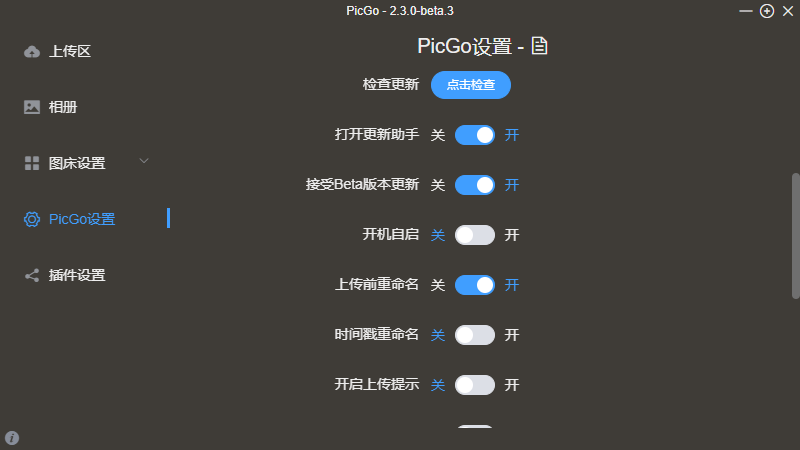 PicGo - 2.3.0-beta.3
上传区
相册
图床设置
PicGo设置
插件设置
PicGo设置 -
检查更新 点击检查
打开更新助手 关 开
接受Beta版本更新 关 开
开机自启 关 开
上传前重命名 关 开
时间戳重命名 关 开
开启上传提示 关 开